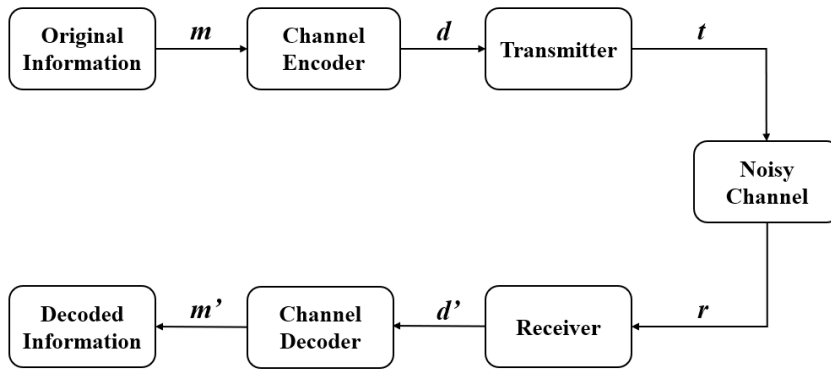 Original
Information
m
Channel
Encoder
d
Transmitter
t
Noisy
Channel
r
Receiver
d’
Channel
Decoder
m’
Decoded
Information